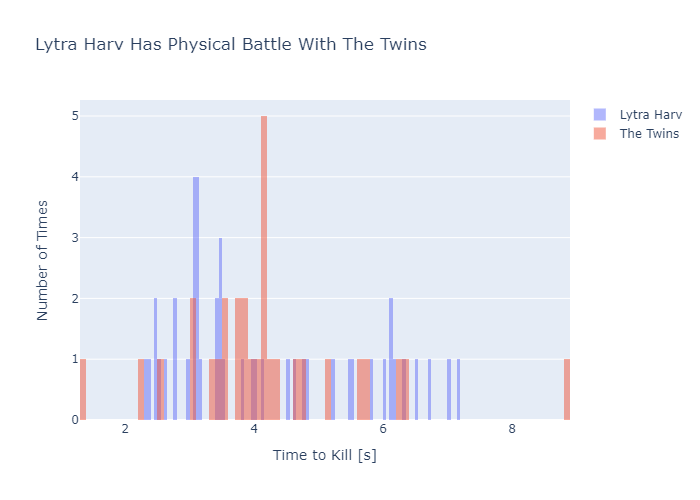 Lytra Harv Has Physical Battle With The Twins
Lytra Harv
The Twins
Number of Times
5
4
3
2
1
0
2
4
6
8
Time to Kill [s]